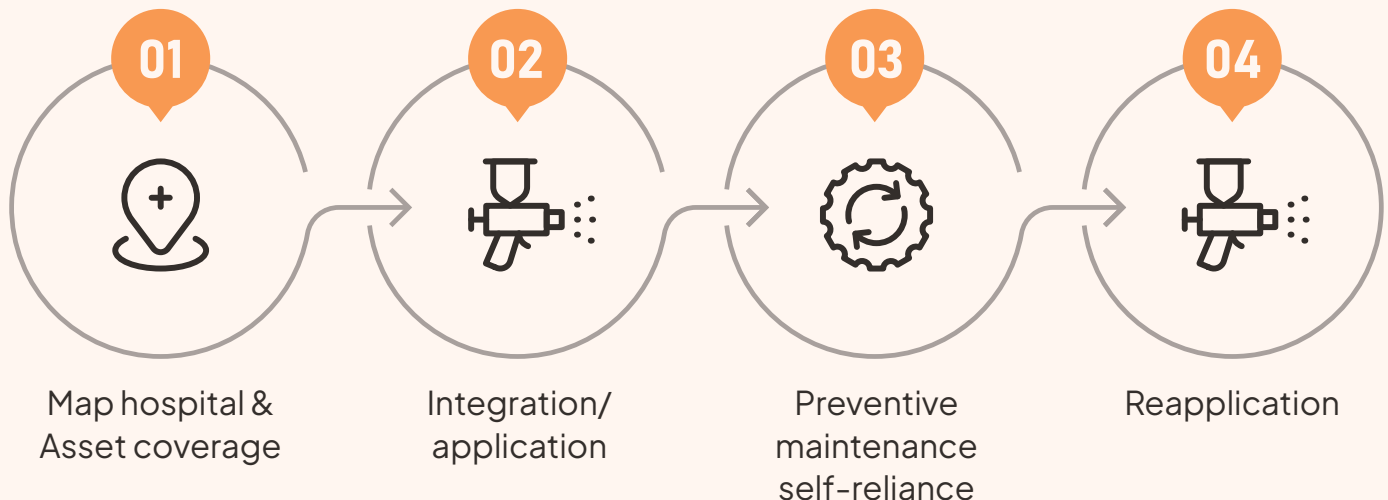 01
02
03
04
Map hospital &
Asset coverage
Integration/
application
Preventive
maintenance
self-reliance
Reapplication